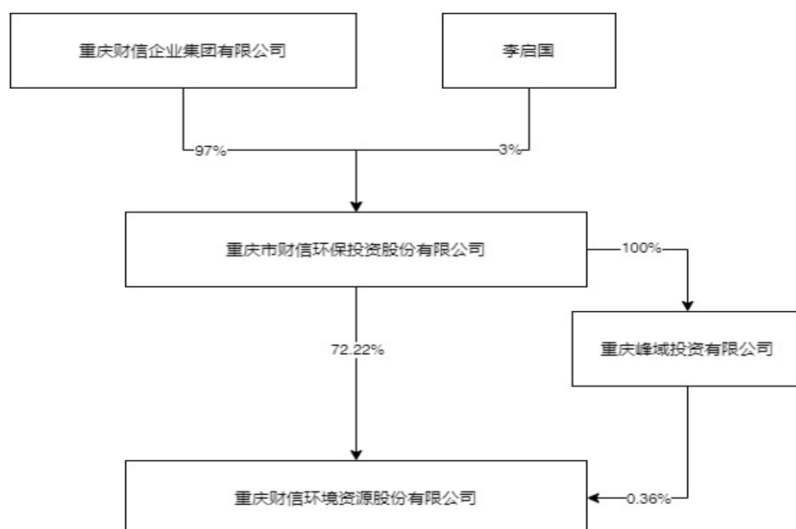 重庆财信企业集团有限公司
李启国
97%
3%
重庆市财信环保投资股份有限公司
100%
重庆峰域投资有限公司
72.22%
重庆财信环境资源股份有限公司
0.36%